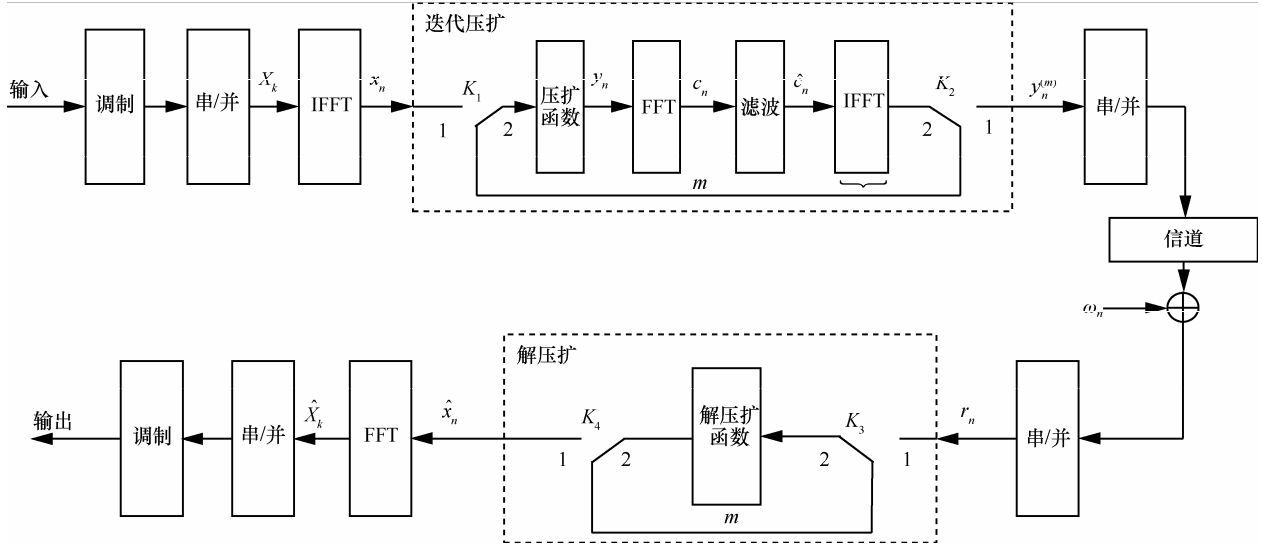 迭代压扩
输入
调制
串/并
X_k
IFFT
x_n
K_1
1
2
压扩
函数
y_n
FFT
c_n
滤波
ĉ_n
IFFT
K_2
2
1
m
y_n^{(m)}
串/并
信道
ω_n
解压扩
输出
调制
串/并
X̂_k
FFT
x̂_n
K_4
1
2
解压扩
函数
K_3
2
1
m
r_n
串/并